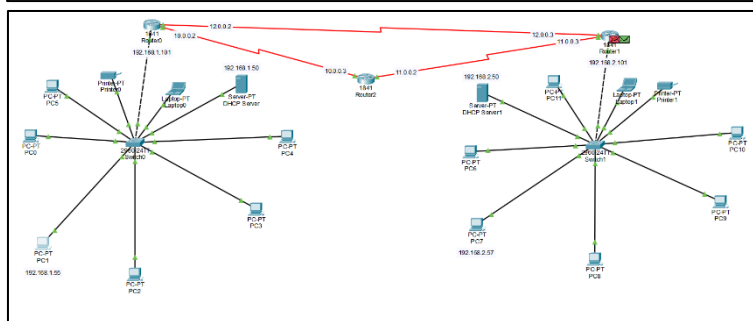 1841
Router0
12.0.0.2
10.0.0.2
192.168.1.101
12.0.0.3
1841
Router1
11.0.0.3
192.168.2.101
10.0.0.3
11.0.0.2
1841
Router2
PC-PT
PC5
Printer-PT
Printer0
Laptop-PT
Laptop0
192.168.1.50
Server-PT
DHCP Server
PC-PT
PC0
2960-24TT
Switch0
PC-PT
PC4
PC-PT
PC3
PC-PT
PC1
192.168.1.55
PC-PT
PC2
192.168.2.50
Server-PT
DHCP Server1
PC-PT
PC11
Laptop-PT
Laptop1
Printer-PT
Printer1
PC-PT
PC6
2960-24TT
Switch1
PC-PT
PC10
PC-PT
PC9
PC-PT
PC7
192.168.2.57
PC-PT
PC8